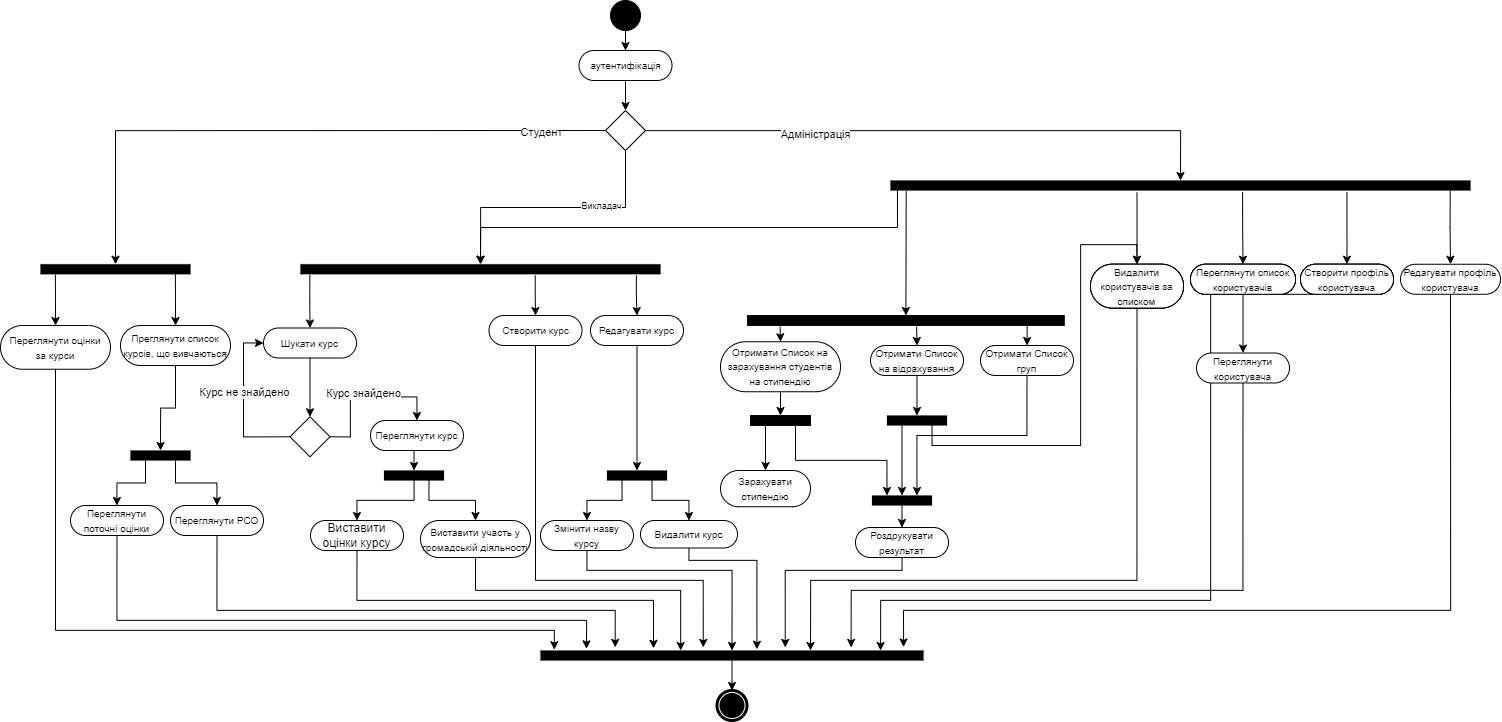 аутентифікація
Студент
Адміністрація
Викладач
Переглянути оцінки
за курси
Преглянути список
курсів, що вивчаються
Шукати курс
Створити курс
Редагувати курс
Видалити
користувачів за
списком
Переглянути список
користувачів
Створити профіль
користувача
Редагувати профіль
користувача
Отримати Список на
зарахування студентів
на стипендію
Отримати Список
на відрахування
Отримати Список
груп
Переглянути
користувача
Курс не знайдено
Курс знайдено
Переглянути курс
Зарахувати
стипендію
Переглянути
поточні оцінки
Переглянути РСО
Виставити
оцінки курсу
Виставити участь у
громадській діяльності
Змінити назву
курсу
Видалити курс
Роздрукувати
результат